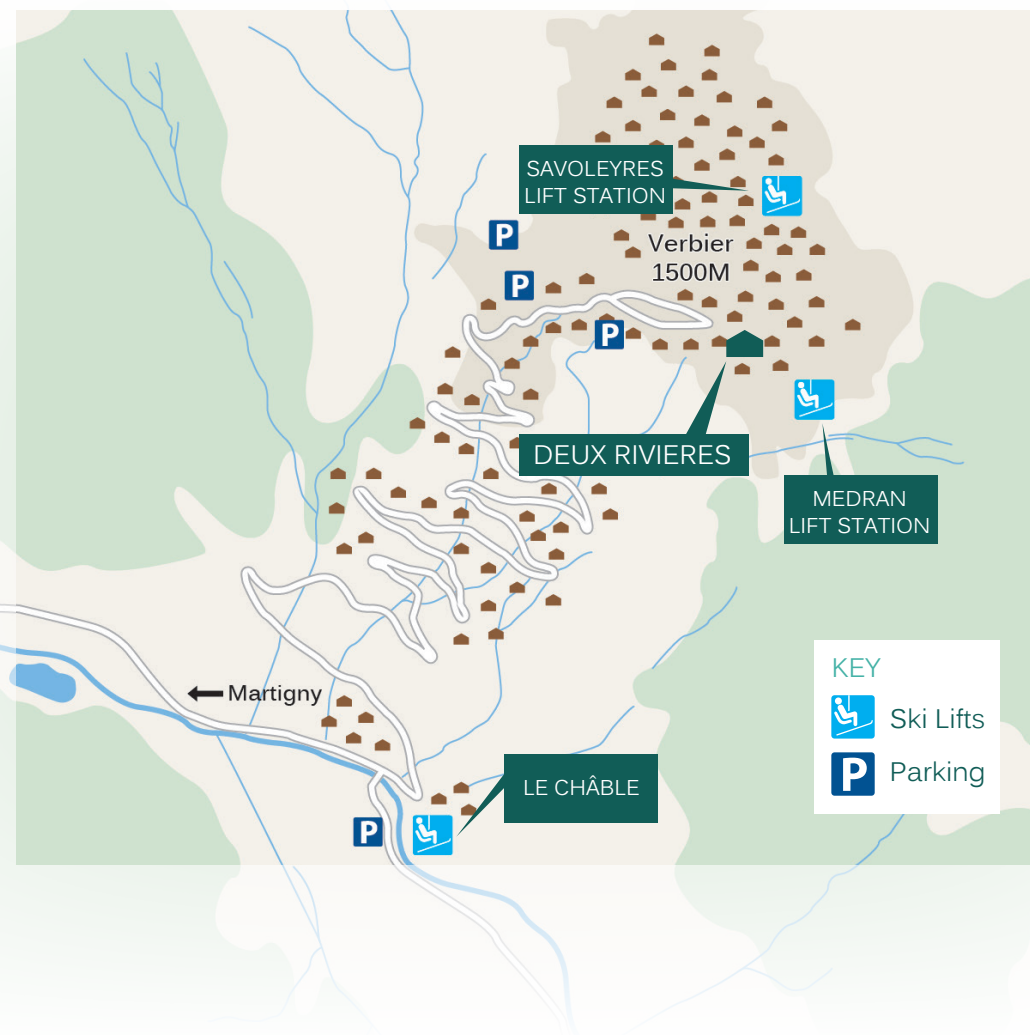 SAVOLEYRES
LIFT STATION
P
Verbier
1500M
P
P
DEUX RIVIERES
MEDRAN
LIFT STATION
KEY
Ski Lifts
P Parking
Martigny
LE CHÂBLE
P